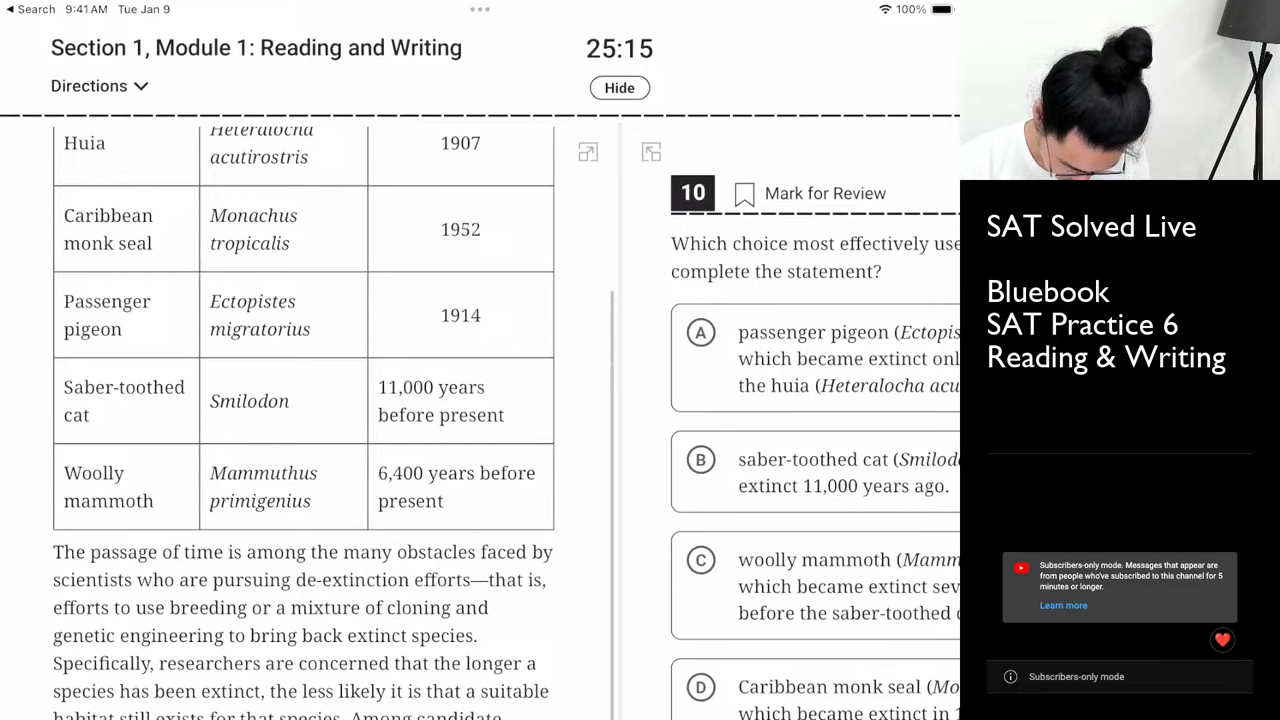 ◀ Search 9:41 AM Tue Jan 9
100%
Section 1, Module 1: Reading and Writing
25:15
Directions
Hide
Huia
Heteralocha
acutirostris
1907
Caribbean
monk seal
Monachus
tropicalis
1952
Passenger
pigeon
Ectopistes
migratorius
1914
Saber-toothed
cat
Smilodon
11,000 years
before present
Woolly
mammoth
Mammuthus
primigenius
6,400 years before
present
The passage of time is among the many obstacles faced by
scientists who are pursuing de-extinction efforts—that is,
efforts to use breeding or a mixture of cloning and
genetic engineering to bring back extinct species.
Specifically, researchers are concerned that the longer a
species has been extinct, the less likely it is that a suitable
habitat still exists for that species. Among candidate
10 Mark for Review
Which choice most effectively use
complete the statement?
A
passenger pigeon (Ectopis
which became extinct onl
the huia (Heteralocha acu
B
saber-toothed cat (Smilod
extinct 11,000 years ago.
C
woolly mammoth (Mamm
which became extinct sev
before the saber-toothed c
D
Caribbean monk seal (Mo
which became extinct in 1
SAT Solved Live
Bluebook
SAT Practice 6
Reading & Writing
Subscribers-only mode. Messages that appear are
from people who've subscribed to this channel for 5
minutes or longer.
Learn more
Subscribers-only mode